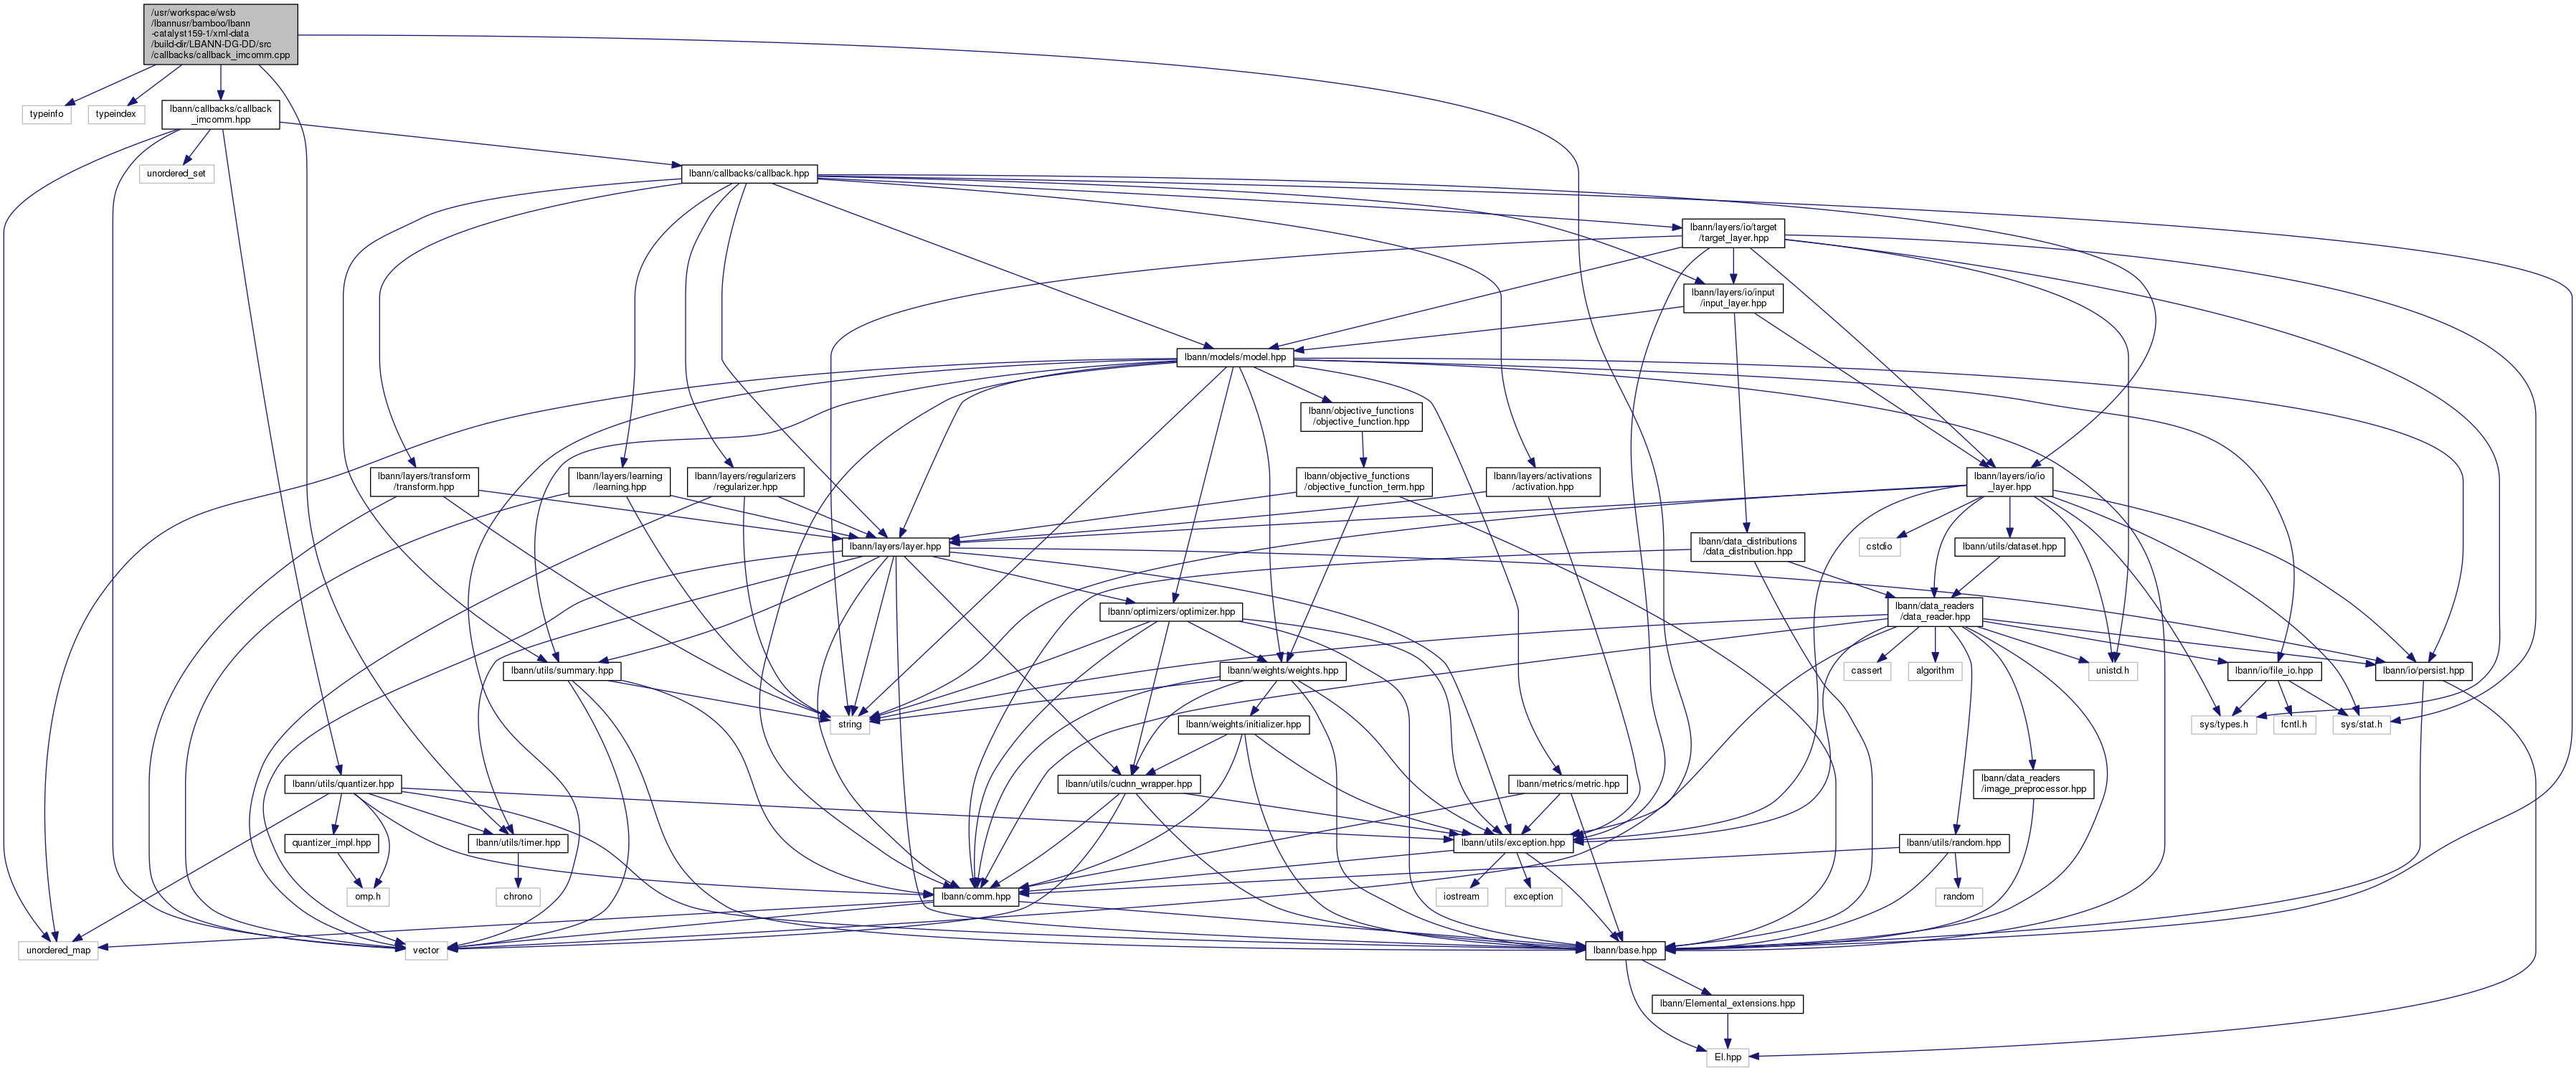 /usr/workspace/wsb
/lbannusr/bamboo/lbann
-catalyst159-1/xml-data
/build-dir/LBANN-DG-DD/src
/callbacks/callback_imcomm.cpp
typeinfo
typeindex
lbann/callbacks/callback
_imcomm.hpp
unordered_set
lbann/callbacks/callback.hpp
lbann/layers/io/target
/target_layer.hpp
lbann/layers/io/input
/input_layer.hpp
lbann/models/model.hpp
lbann/objective_functions
/objective_function.hpp
lbann/layers/transform
/transform.hpp
lbann/layers/learning
/learning.hpp
lbann/layers/regularizers
/regularizer.hpp
lbann/objective_functions
/objective_function_term.hpp
lbann/layers/activations
/activation.hpp
lbann/layers/io/io
_layer.hpp
lbann/layers/layer.hpp
lbann/data_distributions
/data_distribution.hpp
cstdio
lbann/utils/dataset.hpp
lbann/optimizers/optimizer.hpp
lbann/data_readers
/data_reader.hpp
lbann/utils/summary.hpp
lbann/weights/weights.hpp
cassert
algorithm
unistd.h
lbann/io/file_io.hpp
lbann/io/persist.hpp
string
lbann/weights/initializer.hpp
sys/types.h
fcntl.h
sys/stat.h
lbann/utils/quantizer.hpp
lbann/utils/cudnn_wrapper.hpp
lbann/metrics/metric.hpp
lbann/data_readers
/image_preprocessor.hpp
quantizer_impl.hpp
lbann/utils/timer.hpp
lbann/utils/exception.hpp
lbann/utils/random.hpp
omp.h
chrono
lbann/comm.hpp
iostream
exception
random
unordered_map
vector
lbann/base.hpp
lbann/Elemental_extensions.hpp
El.hpp